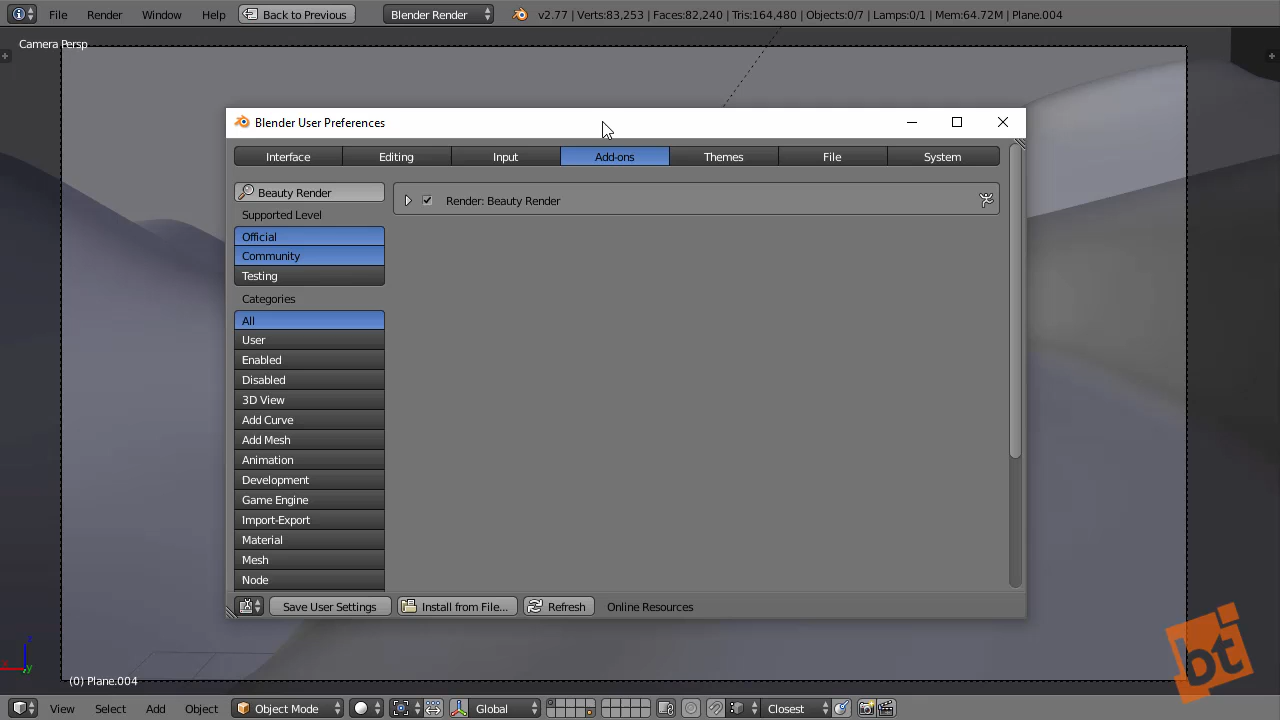 File Render Window Help Back to Previous Blender Render v2.77 | Verts:83,253 | Faces:82,240 | Tris:164,480 | Objects:0/7 | Lamps:0/1 | Mem:64.72M | Plane.004
Camera Persp
Blender User Preferences
Interface Editing Input Add-ons Themes File System
Beauty Render
Render: Beauty Render
Supported Level
Official
Community
Testing
Categories
All
User
Enabled
Disabled
3D View
Add Curve
Add Mesh
Animation
Development
Game Engine
Import-Export
Material
Mesh
Node
Save User Settings Install from File... Refresh Online Resources
z
x
y
(0) Plane.004
bt
View Select Add Object Object Mode Global Closest